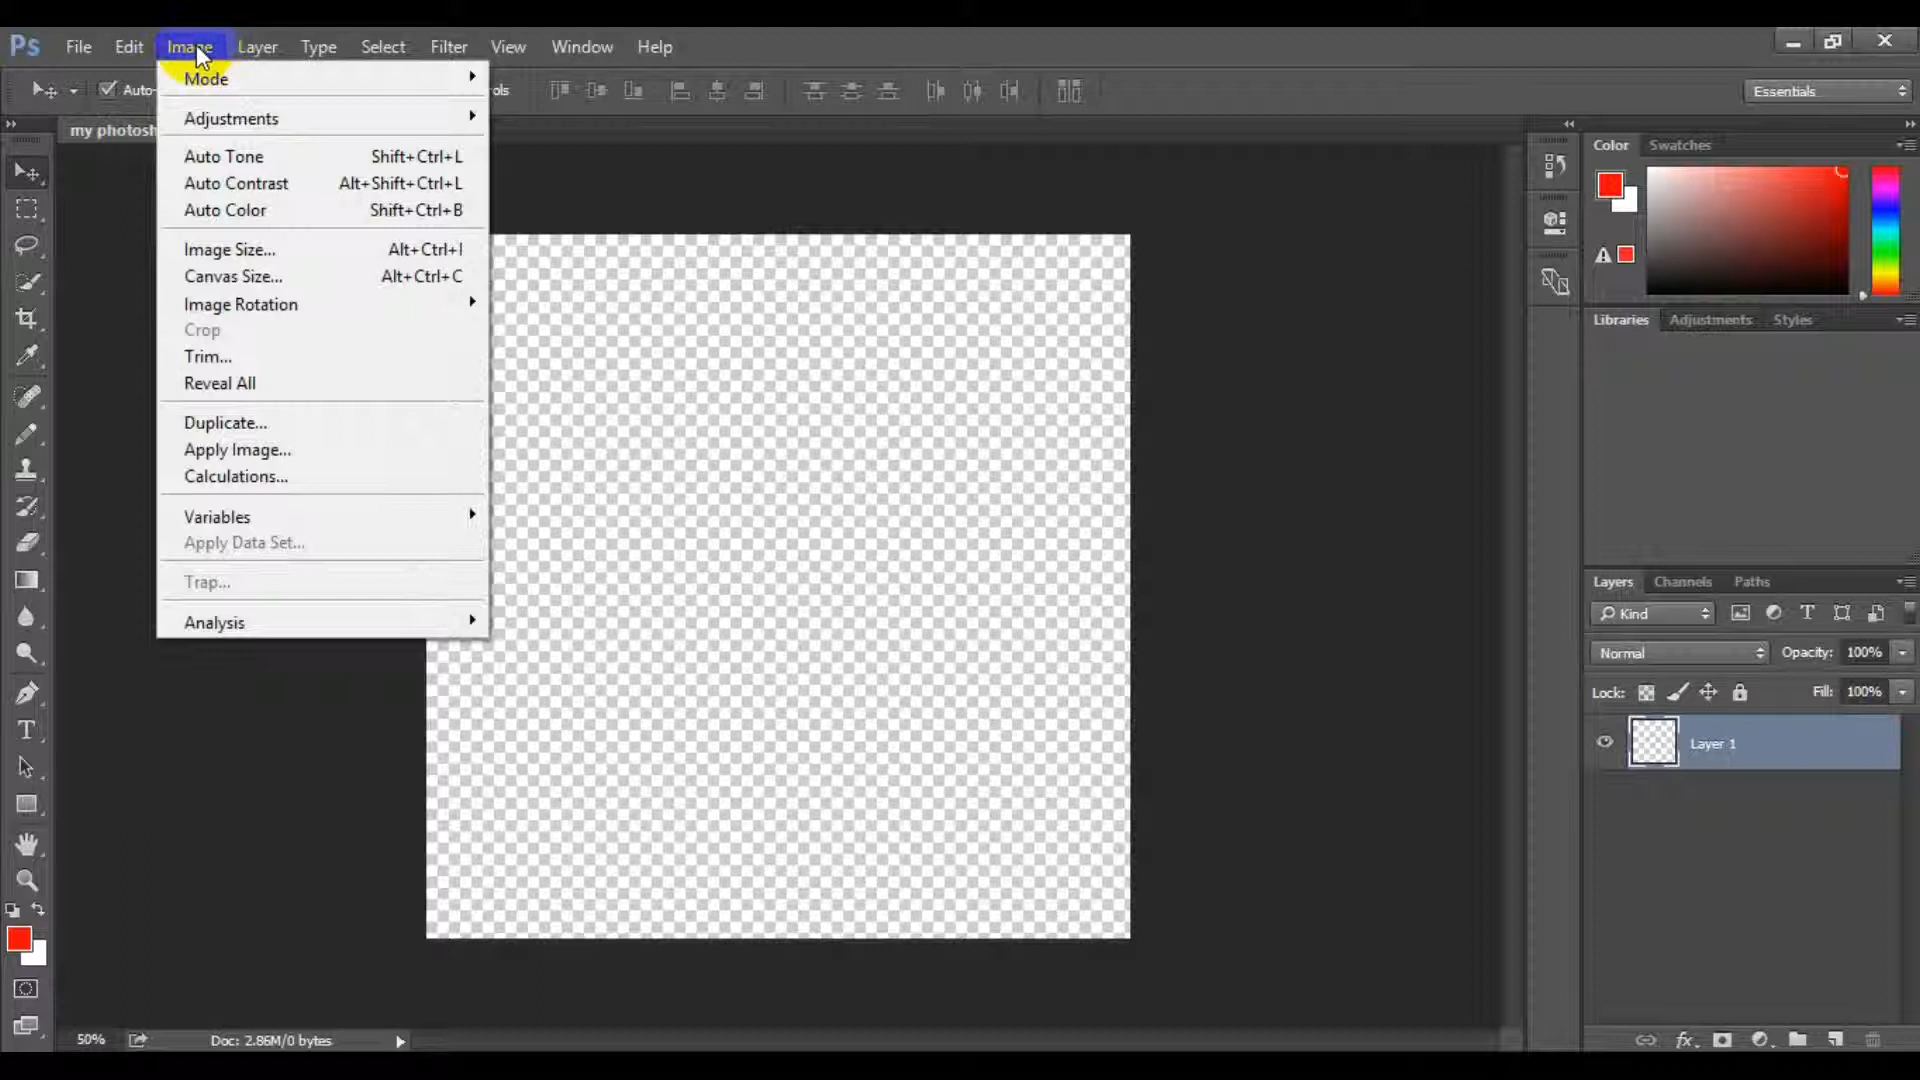 Ps File Edit Image Layer Type Select Filter View Window Help
Auto-
ols
Essentials
my photosh
Mode
Adjustments
Auto Tone Shift+Ctrl+L
Auto Contrast Alt+Shift+Ctrl+L
Auto Color Shift+Ctrl+B
Image Size... Alt+Ctrl+I
Canvas Size... Alt+Ctrl+C
Image Rotation
Crop
Trim...
Reveal All
Duplicate...
Apply Image...
Calculations...
Variables
Apply Data Set...
Trap...
Analysis
Color Swatches
Libraries Adjustments Styles
Layers Channels Paths
Kind
Normal Opacity: 100%
Lock: Fill: 100%
Layer 1
50% Doc: 2.86M/0 bytes
fx